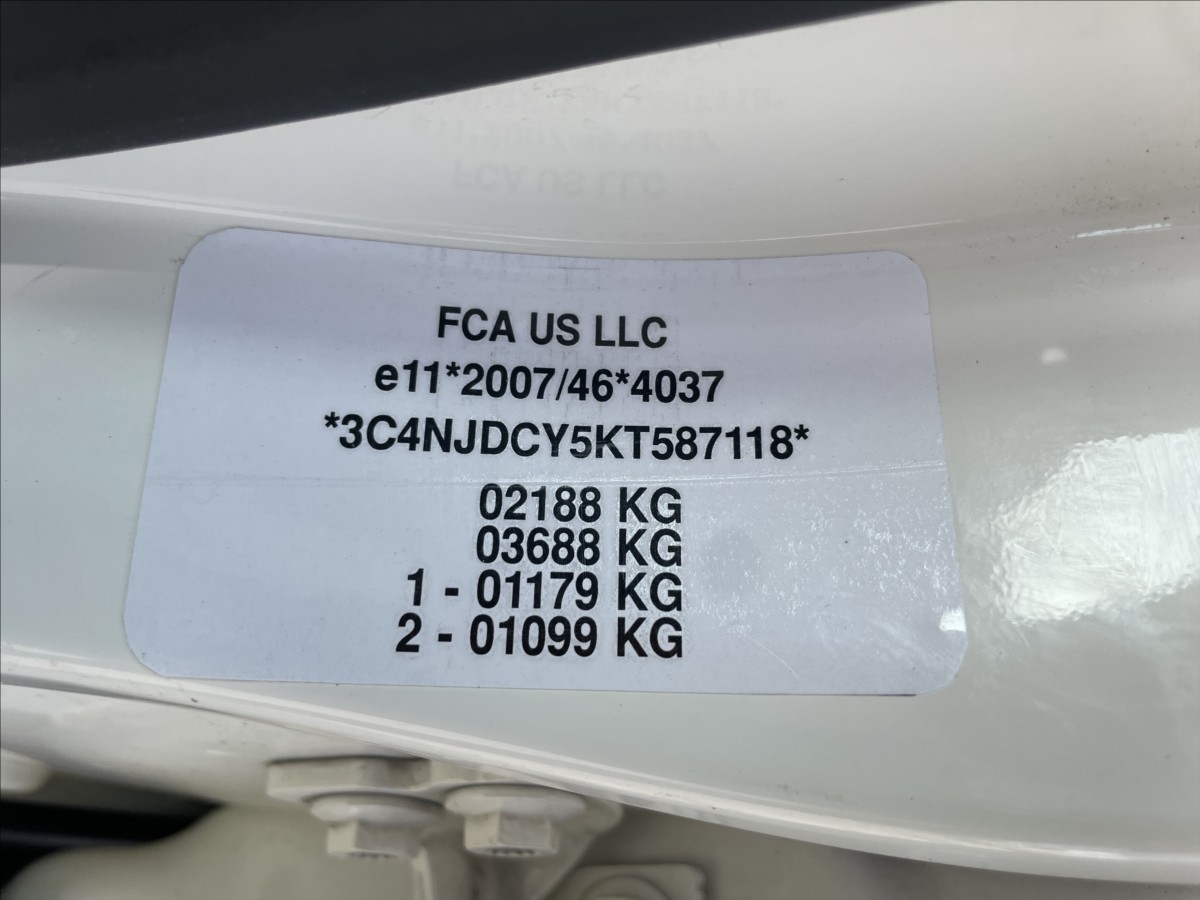 FCA US LLC
e11*2007/46*4037
*3C4NJDCY5KT587118*
02188 KG
03688 KG
1 - 01179 KG
2 - 01099 KG